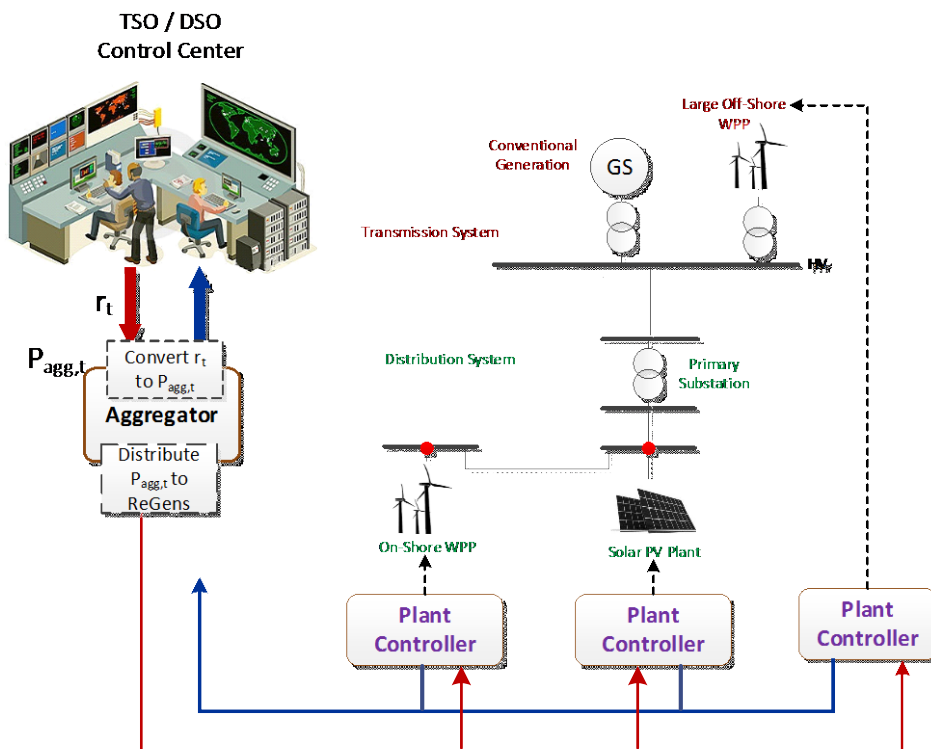 TSO / DSO
Control Center
Large Off-Shore
WPP
Conventional
Generation
GS
Transmission System
HV
r_t
P_agg,t
Convert r_t
to P_agg,t
Aggregator
Distribute
P_agg,t to
ReGens
Distribution System
Primary
Substation
On-Shore WPP
Solar PV Plant
Plant
Controller
Plant
Controller
Plant
Controller